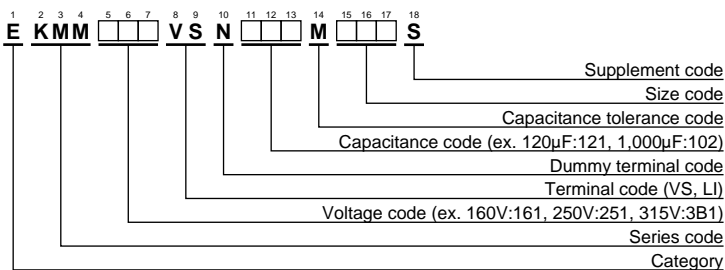 1 2 3 4 5 6 7 8 9 10 11 12 13 14 15 16 17 18
E KMM VS N M S
Supplement code
Size code
Capacitance tolerance code
Capacitance code (ex. 120µF:121, 1,000µF:102)
Dummy terminal code
Terminal code (VS, LI)
Voltage code (ex. 160V:161, 250V:251, 315V:3B1)
Series code
Category